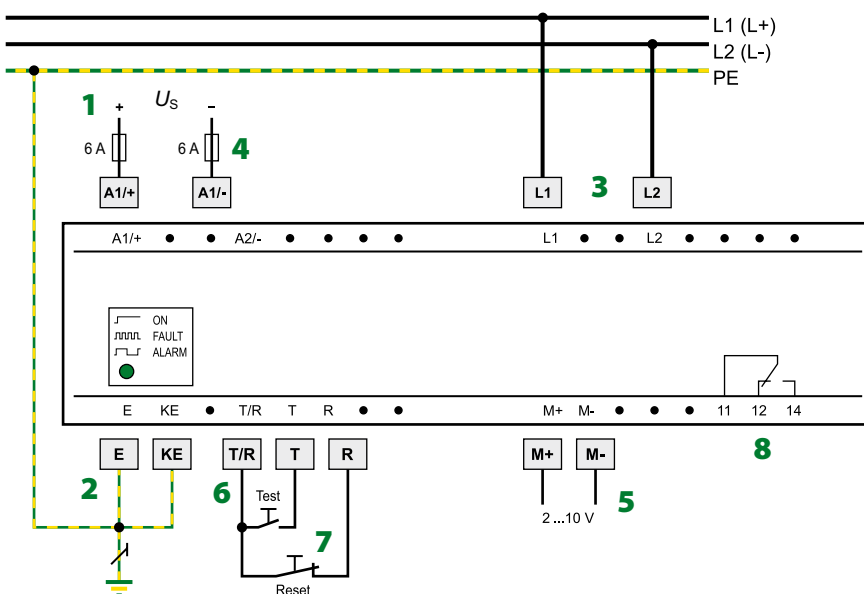 L1 (L+)
L2 (L-)
PE
1 + US −
6 A 6 A 4
A1/+ A1/- L1 3 L2
A1/+ • • A2/- • • • • L1 • • L2 • • • •
ON
FAULT
ALARM
E KE • T/R T R • • M+ M- • • • 11 12 14
E KE T/R T R M+ M- 8
2 6 Test 5
2 ...10 V
7
Reset